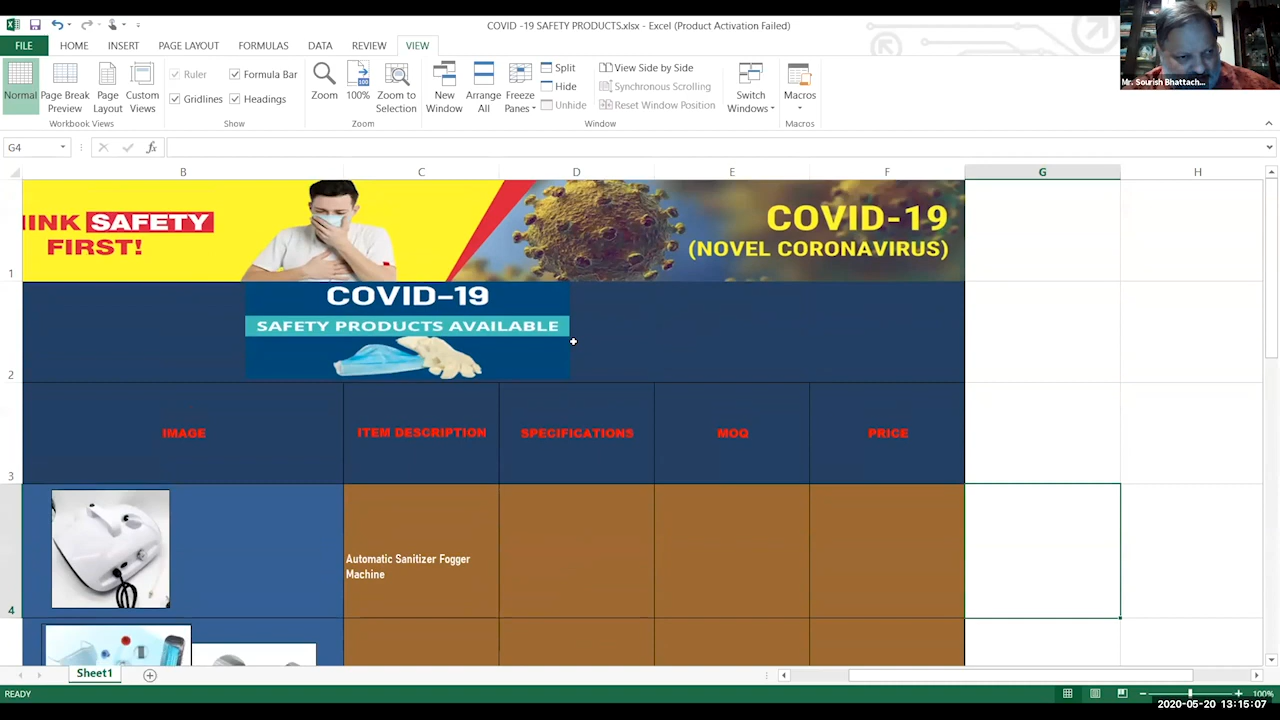 COVID -19 SAFETY PRODUCTS.xlsx - Excel (Product Activation Failed)
FILE HOME INSERT PAGE LAYOUT FORMULAS DATA REVIEW VIEW
Normal Page Break Preview Page Layout Custom Views
Workbook Views
Ruler Formula Bar
Gridlines Headings
Show
Zoom 100% Zoom to Selection
Zoom
New Window Arrange All Freeze Panes
Split
Hide
Unhide
View Side by Side
Synchronous Scrolling
Reset Window Position
Switch Windows
Window
Macros
Macros
Mr. Sourish Bhattach...
G4
fx
B C D E F G H
1
INK SAFETY
FIRST!
COVID-19
(NOVEL CORONAVIRUS)
2
COVID-19
SAFETY PRODUCTS AVAILABLE
3
IMAGE ITEM DESCRIPTION SPECIFICATIONS MOQ PRICE
4
Automatic Sanitizer Fogger
Machine
Sheet1
READY
100%
2020-05-20 13:15:07